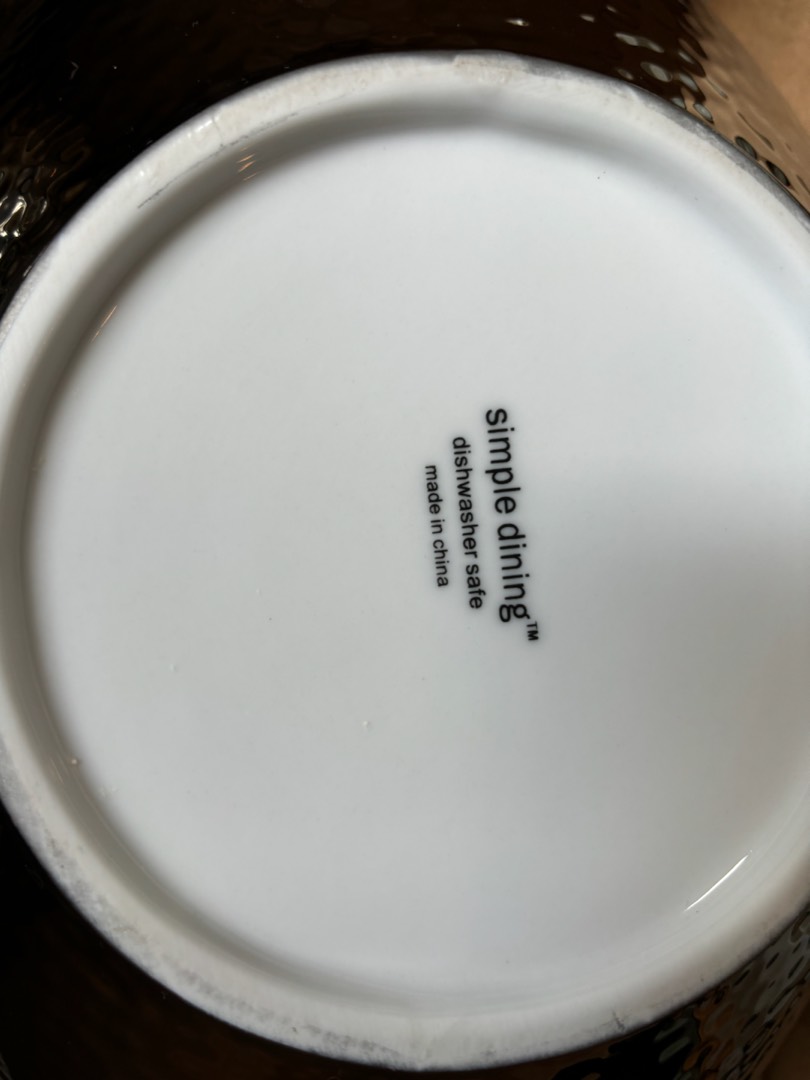 simple dining™
dishwasher safe
made in china